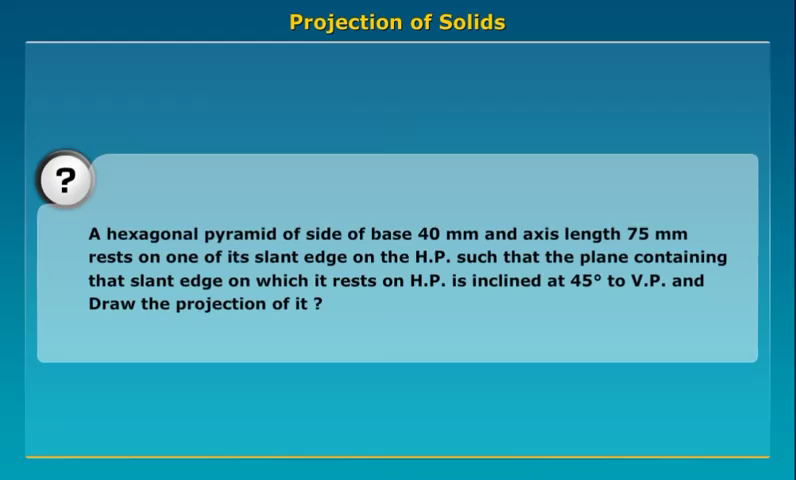 Projection of Solids
?
A hexagonal pyramid of side of base 40 mm and axis length 75 mm
rests on one of its slant edge on the H.P. such that the plane containing
that slant edge on which it rests on H.P. is inclined at 45° to V.P. and
Draw the projection of it ?